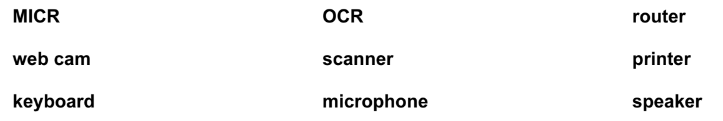 MICR OCR router
web cam scanner printer
keyboard microphone speaker